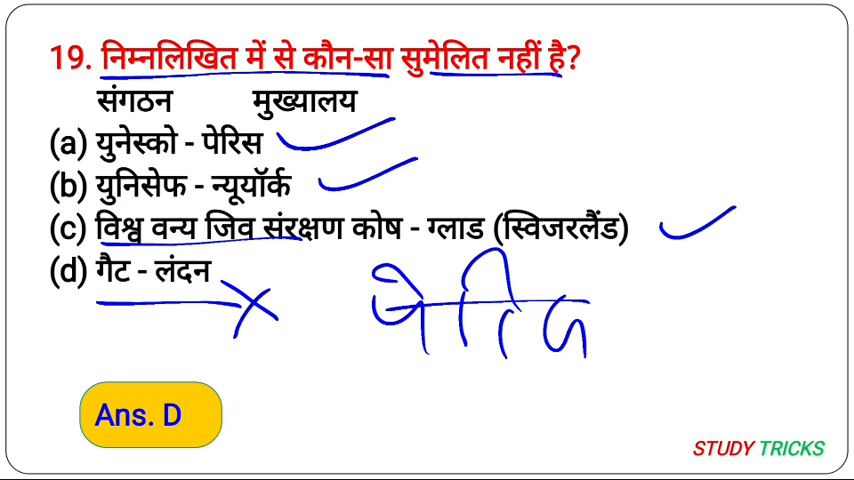 19. निम्नलिखित में से कौन-सा सुमेलित नहीं है?
संगठन मुख्यालय
(a) युनेस्को - पेरिस
(b) युनिसेफ - न्यूयॉर्क
(c) विश्व वन्य जिव संरक्षण कोष - ग्लाड (स्विजरलैंड)
(d) गैट - लंदन
Ans. D
STUDY TRICKS